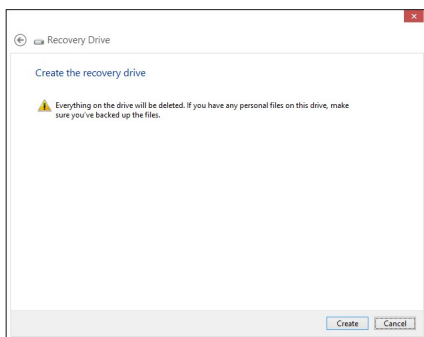 Recovery Drive
Create the recovery drive
Everything on the drive will be deleted. If you have any personal files on this drive, make
sure you've backed up the files.
Create Cancel